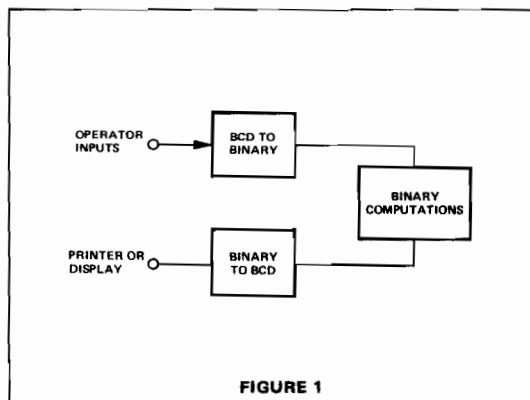 OPERATOR
INPUTS
BCD TO
BINARY
BINARY
COMPUTATIONS
PRINTER OR
DISPLAY
BINARY
TO BCD
FIGURE 1